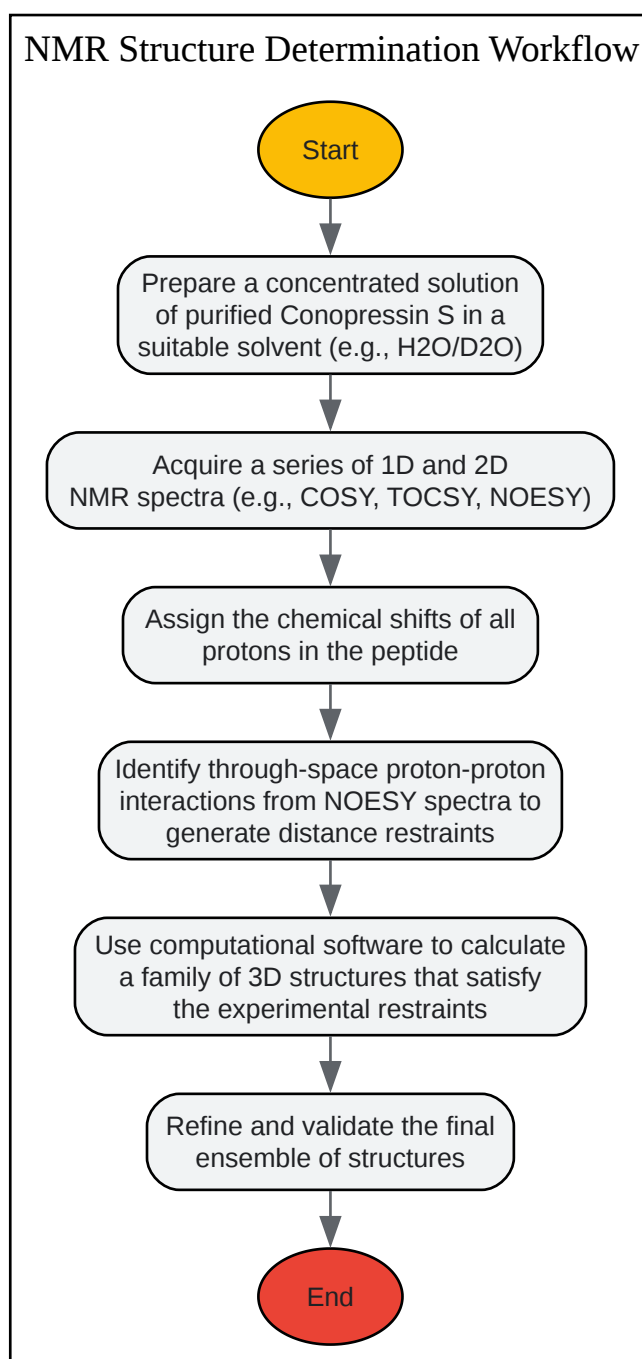 NMR Structure Determination Workflow
Start
Prepare a concentrated solution
of purified Conopressin S in a
suitable solvent (e.g., H2O/D2O)
Acquire a series of 1D and 2D
NMR spectra (e.g., COSY, TOCSY, NOESY)
Assign the chemical shifts of all
protons in the peptide
Identify through-space proton-proton
interactions from NOESY spectra to
generate distance restraints
Use computational software to calculate
a family of 3D structures that satisfy
the experimental restraints
Refine and validate the final
ensemble of structures
End